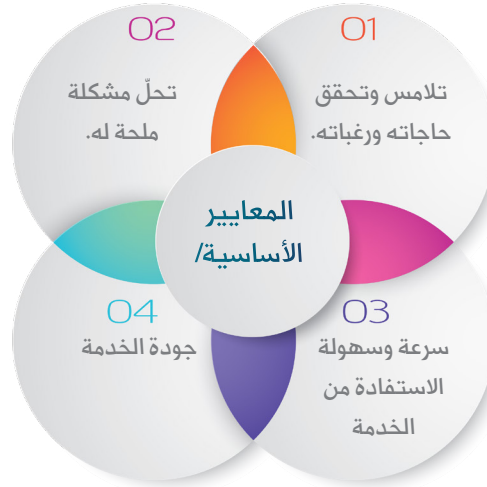 01
تلامس وتحقق
حاجاته ورغباته.
02
تحلّ مشكلة
ملحة له.
المعايير
الأساسية/
03
سرعة وسهولة
الاستفادة من
الخدمة
04
جودة الخدمة